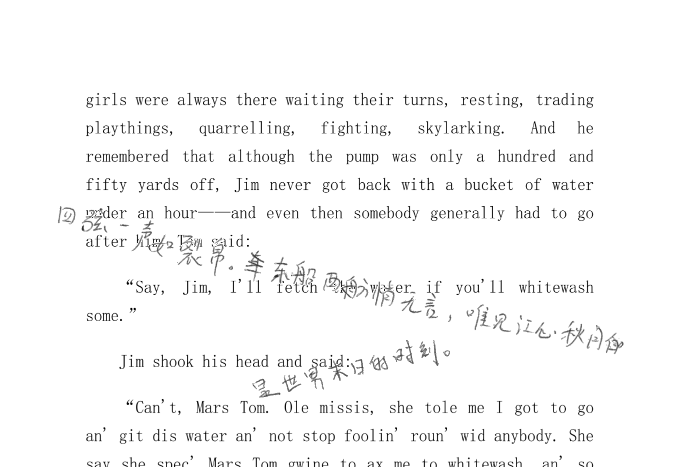 girls were always there waiting their turns, resting, trading
playthings, quarrelling, fighting, skylarking. And he
remembered that although the pump was only a hundred and
fifty yards off, Jim never got back with a bucket of water
under an hour——and even then somebody generally had to go
after him. Tom said:
四弦一声如裂帛。东船西舫悄无言，唯见江心秋月
“Say, Jim, I'll fetch the water if you'll whitewash
some.”
Jim shook his head and said:
世界末日的时刻。
“Can't, Mars Tom. Ole missis, she tole me I got to go
an' git dis water an' not stop foolin' roun' wid anybody. She
say she spec' Mars Tom gwine to ax me to whitewash, an' so